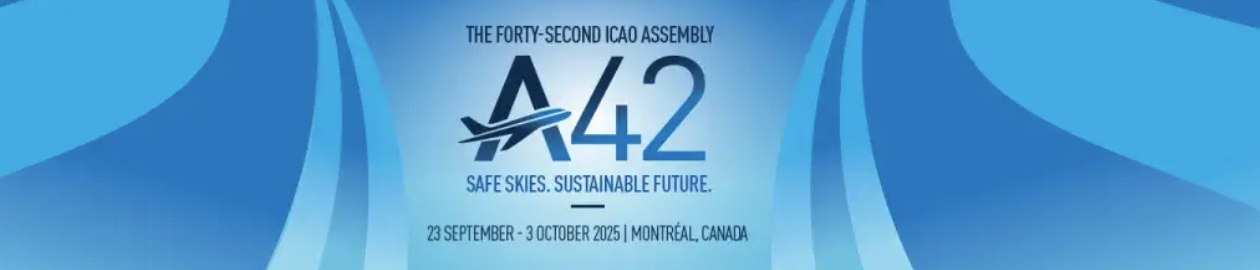 THE FORTY-SECOND ICAO ASSEMBLY
A42
SAFE SKIES. SUSTAINABLE FUTURE.
23 SEPTEMBER - 3 OCTOBER 2025 | MONTRÉAL, CANADA